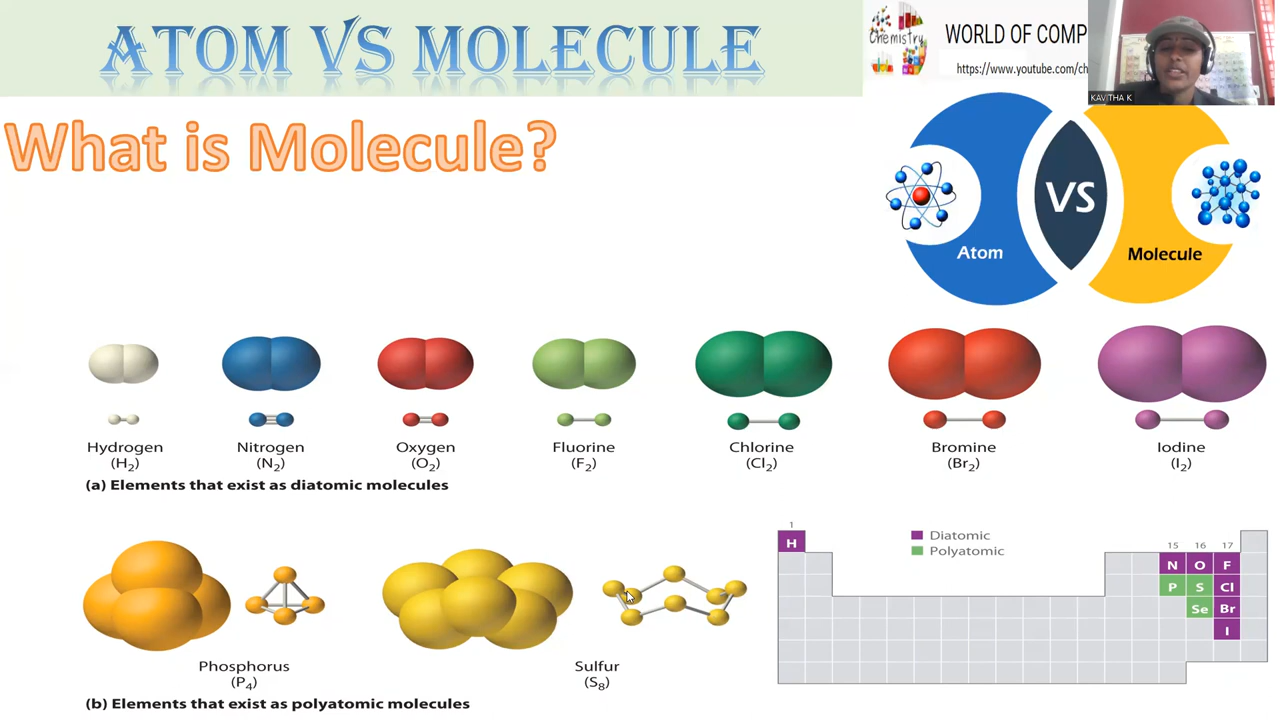 ATOM VS MOLECULE
Chemistry
WORLD OF COMP
https://www.youtube.com/ch
KAVITHA K
What is Molecule?
VS
Atom
Molecule
Hydrogen
(H₂)
Nitrogen
(N₂)
Oxygen
(O₂)
Fluorine
(F₂)
Chlorine
(Cl₂)
Bromine
(Br₂)
Iodine
(I₂)
(a) Elements that exist as diatomic molecules
Phosphorus
(P₄)
Sulfur
(S₈)
(b) Elements that exist as polyatomic molecules
1
H
Diatomic
Polyatomic
15 16 17
N O F
P S Cl
Se Br
I